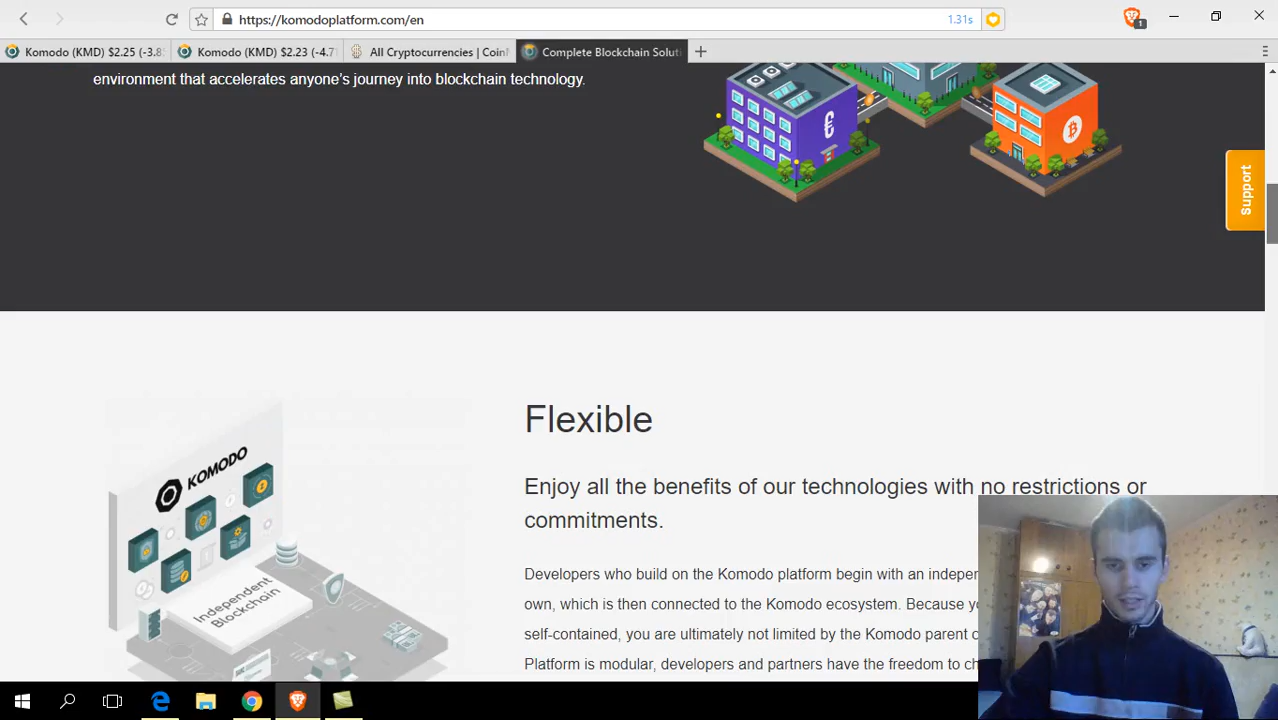 https://komodoplatform.com/en
1.31s
1
Komodo (KMD) $2.25 (-3.8
Komodo (KMD) $2.23 (-4.7
All Cryptocurrencies | Coin
Complete Blockchain Soluti
environment that accelerates anyone's journey into blockchain technology.
Support
Flexible
Enjoy all the benefits of our technologies with no restrictions or
commitments.
Developers who build on the Komodo platform begin with an indepen
own, which is then connected to the Komodo ecosystem. Because yo
self-contained, you are ultimately not limited by the Komodo parent c
Platform is modular, developers and partners have the freedom to ch
KOMODO
Independent
Blockchain